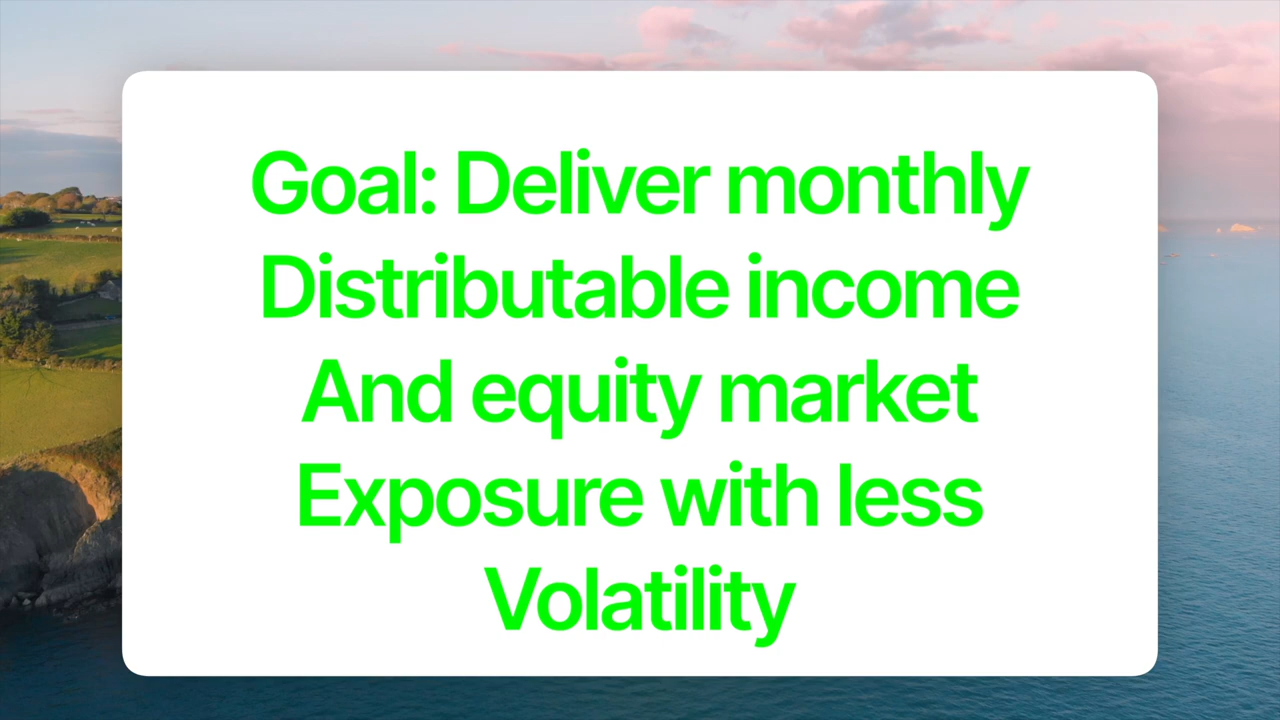 Goal: Deliver monthly
Distributable income
And equity market
Exposure with less
Volatility